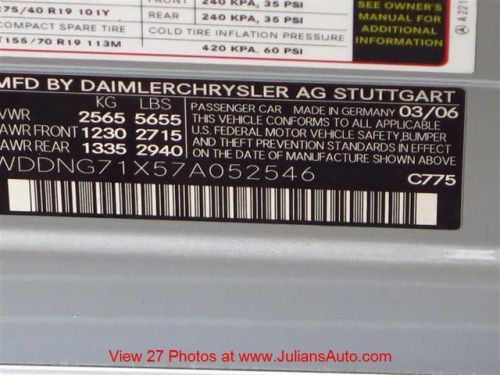 275/40 R19 101Y
FRONT 240 KPA, 35 PSI
REAR 240 KPA, 35 PSI
COMPACT SPARE TIRE
COLD TIRE INFLATION PRESSURE
T155/70 R19 113M
420 KPA, 60 PSI
SEE OWNER'S
MANUAL FOR
ADDITIONAL
INFORMATION
A 221
MFD BY DAIMLERCHRYSLER AG STUTTGART
KG LBS
VWR 2565 5655
AWR FRONT 1230 2715
AWR REAR 1335 2940
PASSENGER CAR MADE IN GERMANY 03/06
THIS VEHICLE CONFORMS TO ALL APPLICABLE
U.S. FEDERAL MOTOR VEHICLE SAFETY, BUMPER
AND THEFT PREVENTION STANDARDS IN EFFECT
ON THE DATE OF MANUFACTURE SHOWN ABOVE
WDDNG71X57A052546
C775
View 27 Photos at www.JuliansAuto.com